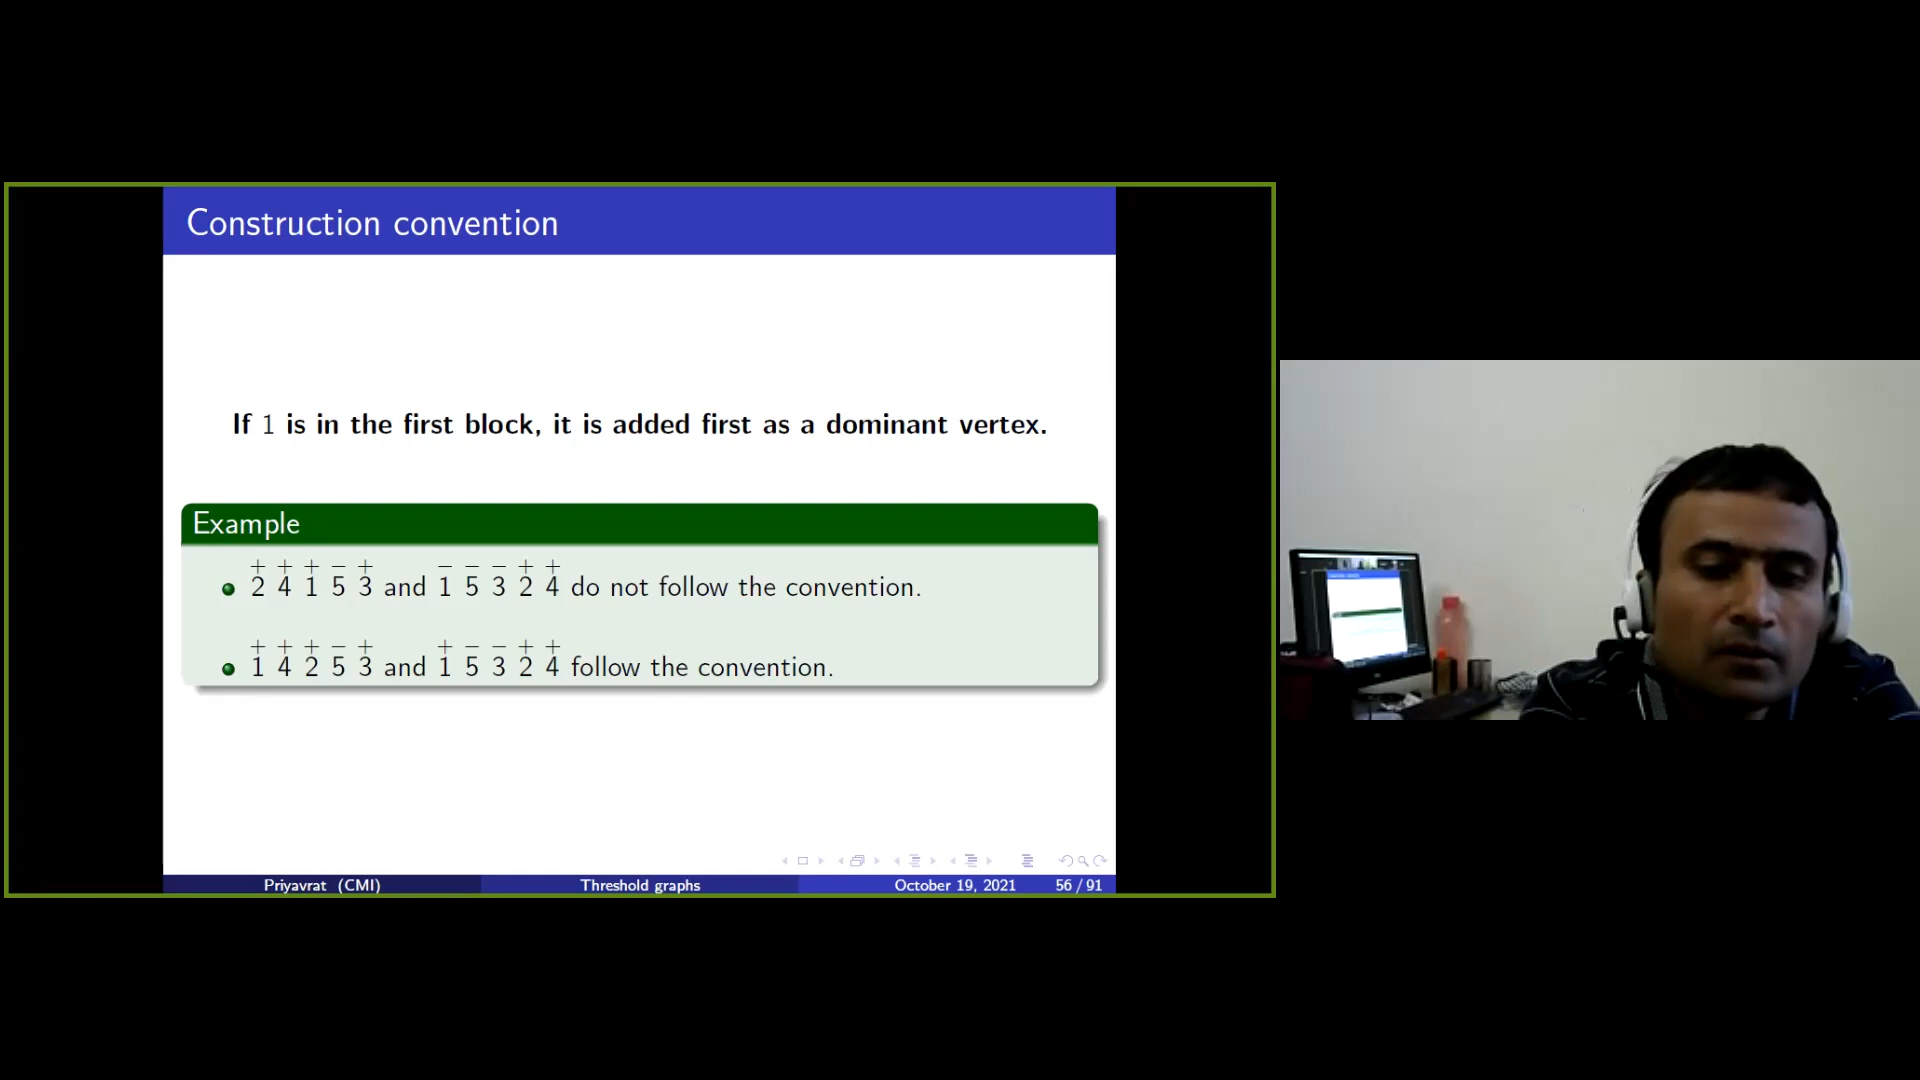 Construction convention
If 1 is in the first block, it is added first as a dominant vertex.
Example
+ + + − + − − − + +
2 4 1 5 3 and 1 5 3 2 4 do not follow the convention.
+ + + − + + − − + +
1 4 2 5 3 and 1 5 3 2 4 follow the convention.
Priyavrat (CMI) Threshold graphs October 19, 2021 56 / 91